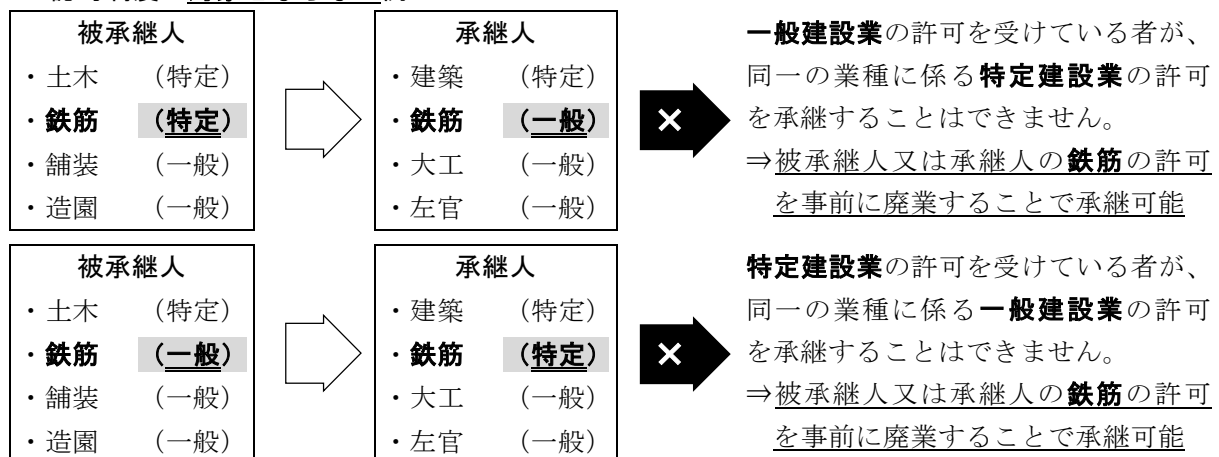 被承継人
・土木　（特定）
・鉄筋　（特定）
・舗装　（一般）
・造園　（一般）
承継人
・建築　（特定）
・鉄筋　（一般）
・大工　（一般）
・左官　（一般）
×
一般建設業の許可を受けている者が、
同一の業種に係る特定建設業の許可
を承継することはできません。
⇒被承継人又は承継人の鉄筋の許可
を事前に廃業することで承継可能
被承継人
・土木　（特定）
・鉄筋　（一般）
・舗装　（一般）
・造園　（一般）
承継人
・建築　（特定）
・鉄筋　（特定）
・大工　（一般）
・左官　（一般）
×
特定建設業の許可を受けている者が、
同一の業種に係る一般建設業の許可
を承継することはできません。
⇒被承継人又は承継人の鉄筋の許可
を事前に廃業することで承継可能